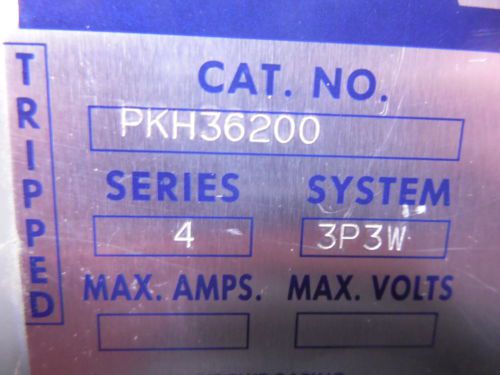 TRIPPED
CAT. NO.
PKH36200
SERIES SYSTEM
4 3P3W
MAX. AMPS. MAX. VOLTS